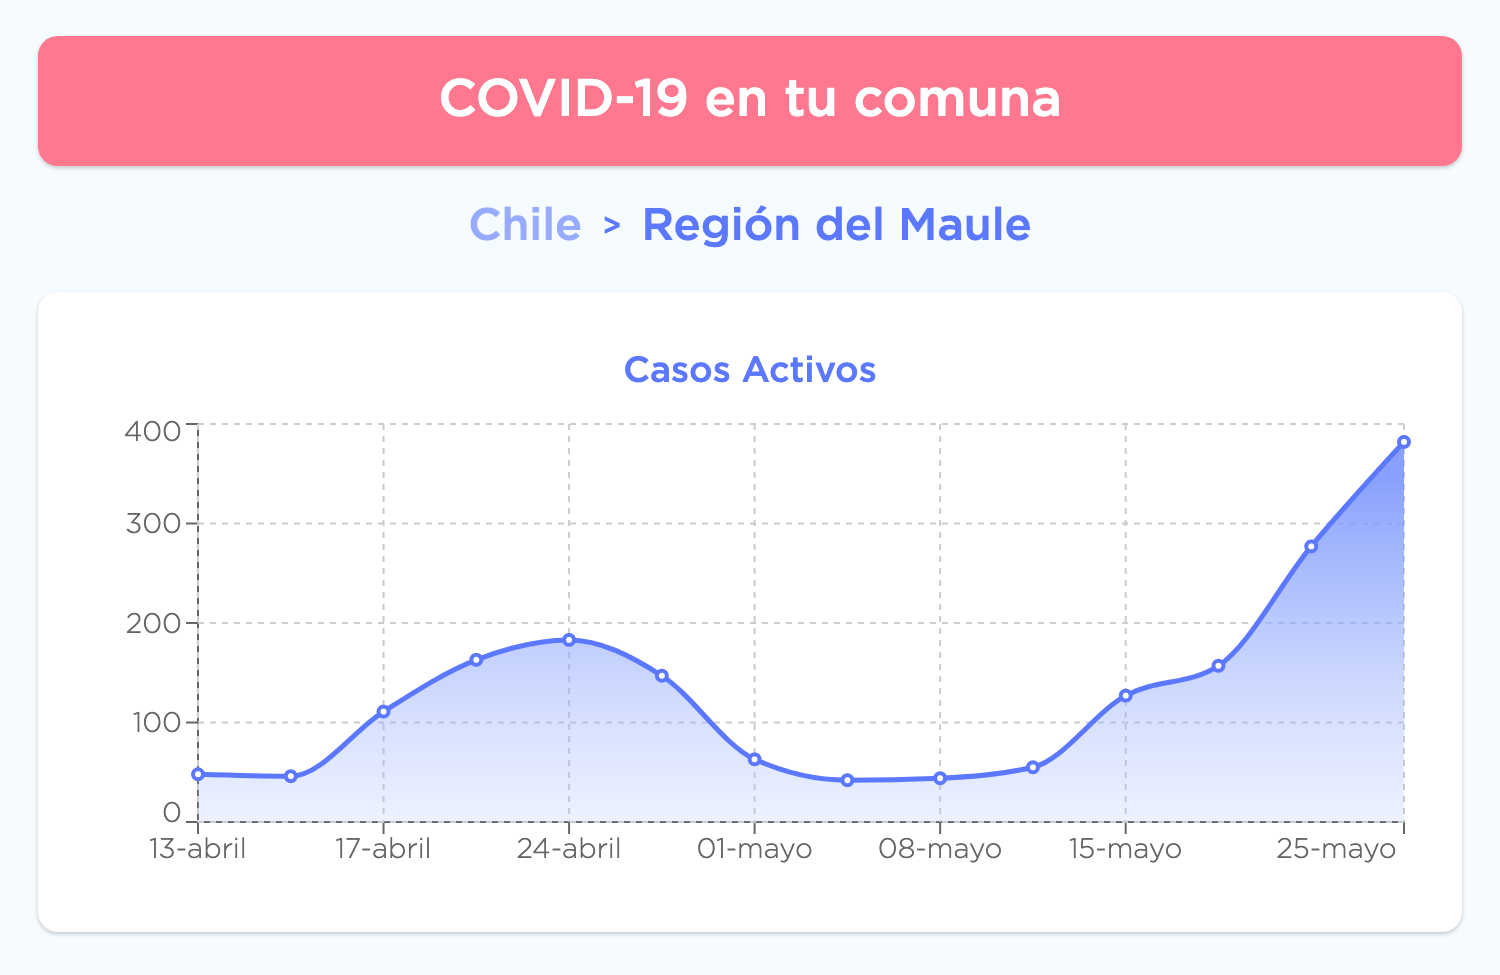 COVID-19 en tu comuna
Chile > Región del Maule
Casos Activos
400
300
200
100
0
13-abril 17-abril 24-abril 01-mayo 08-mayo 15-mayo 25-mayo